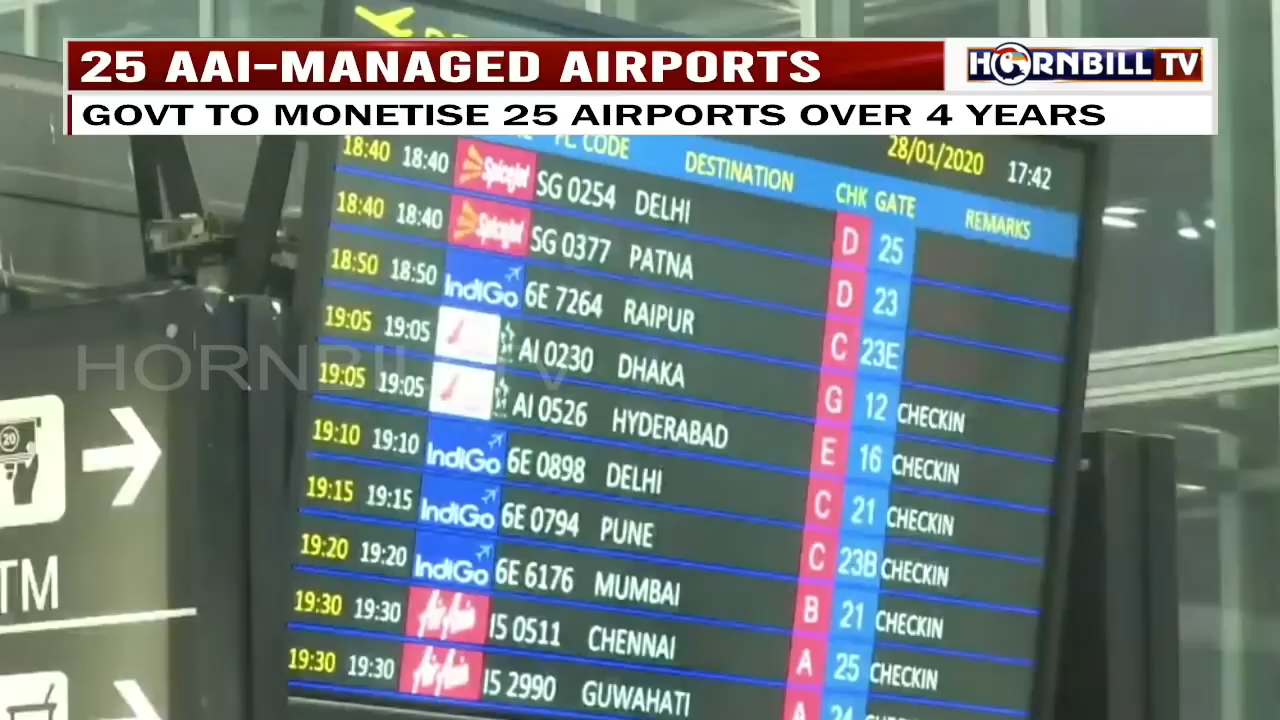 25 AAI-MANAGED AIRPORTS
HORNBILL TV
GOVT TO MONETISE 25 AIRPORTS OVER 4 YEARS
28/01/2020 17:42
CODE DESTINATION CHK GATE REMARKS
18:40 18:40 SpiceJet SG 0254 DELHI D 25
18:40 18:40 SpiceJet SG 0377 PATNA D 23
18:50 18:50 IndiGo 6E 7264 RAIPUR C 23E
19:05 19:05 AI 0230 DHAKA G 12 CHECKIN
19:05 19:05 AI 0526 HYDERABAD E 16 CHECKIN
19:10 19:10 IndiGo 6E 0898 DELHI C 21 CHECKIN
19:15 19:15 IndiGo 6E 0794 PUNE C 23B CHECKIN
19:20 19:20 IndiGo 6E 6176 MUMBAI B 21 CHECKIN
19:30 19:30 AirAsia I5 0511 CHENNAI A 25 CHECKIN
19:30 19:30 AirAsia I5 2990 GUWAHATI A
HORNBILL TV
20
TM